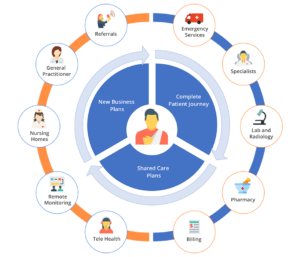 Referrals
Emergency
Services
General
Practitioner
Specialists
New Business
Plans
Complete
Patient Journey
Nursing
Homes
Lab and
Radiology
Shared Care
Plans
Remote
Monitoring
Pharmacy
Tele Health
Billing